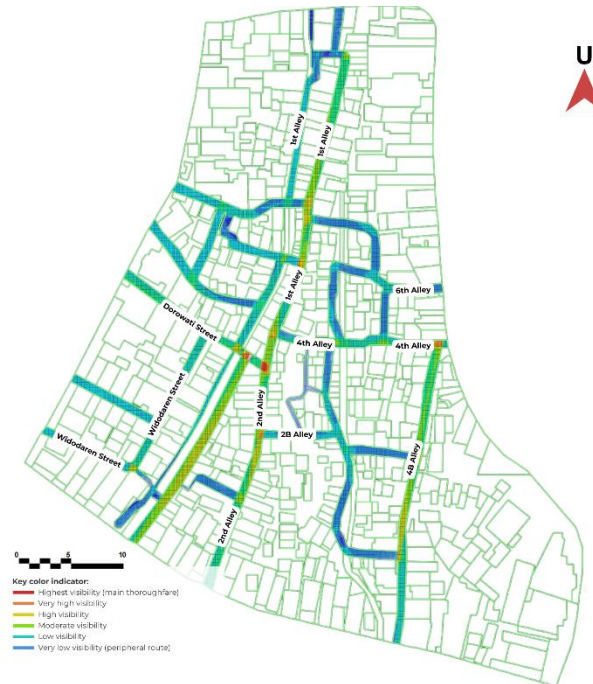 U
1st Alley
1st Alley
1st Alley
6th Alley
Dorowati Street
4th Alley
4th Alley
Widodaren Street
2nd Alley
2B Alley
Widodaren Street
4B Alley
2nd Alley
0 5 10
Key color indicator:
Highest visibility (main thoroughfare)
Very high visibility
High visibility
Moderate visibility
Low visibility
Very low visibility (peripheral route)